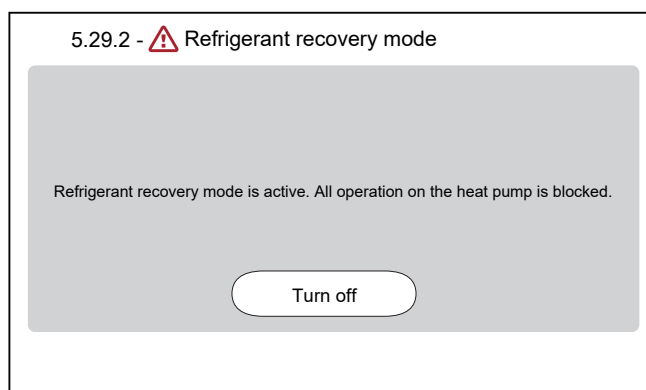 5.29.2 - Refrigerant recovery mode
Refrigerant recovery mode is active. All operation on the heat pump is blocked.
Turn off